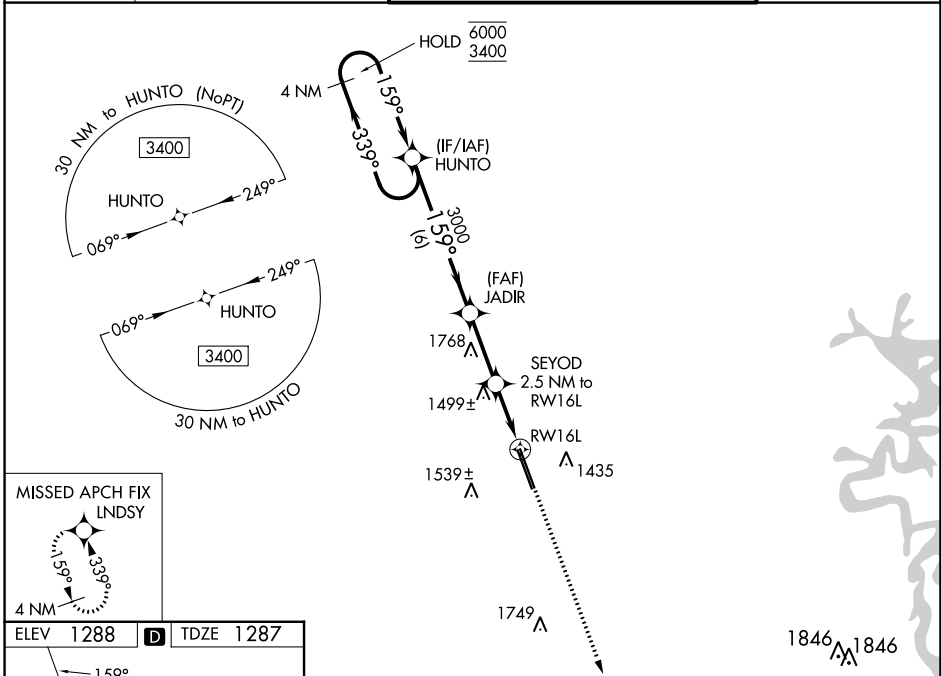 HOLD 6000
3400
4 NM
159°
339°
(IF/IAF)
HUNTO
30 NM to HUNTO (NoPT)
3400
HUNTO
249°
069°
3000
159°
(6)
249°
HUNTO
069°
3400
30 NM to HUNTO
(FAF)
JADIR
1768
SEYOD
2.5 NM to
RW16L
1499±
RW16L
1435
1539±
MISSED APCH FIX
LNDSY
159°
339°
4 NM
1749
1846
1846
ELEV 1288 D TDZE 1287
159°